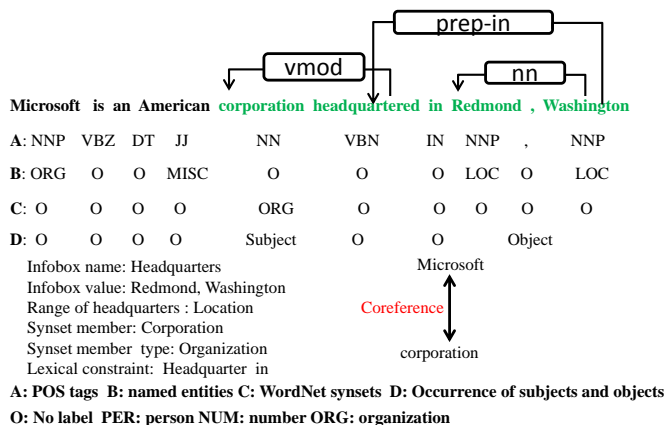 prep-in
vmod
nn
Microsoft is an American corporation headquartered in Redmond , Washington
A: NNP VBZ DT JJ NN VBN IN NNP , NNP
B: ORG O O MISC O O O LOC O LOC
C: O O O O ORG O O O O O
D: O O O O Subject O O Object
Infobox name: Headquarters
Infobox value: Redmond, Washington
Range of headquarters : Location
Synset member: Corporation
Synset member type: Organization
Lexical constraint: Headquarter in
Microsoft
Coreference
corporation
A: POS tags B: named entities C: WordNet synsets D: Occurrence of subjects and objects
O: No label PER: person NUM: number ORG: organization